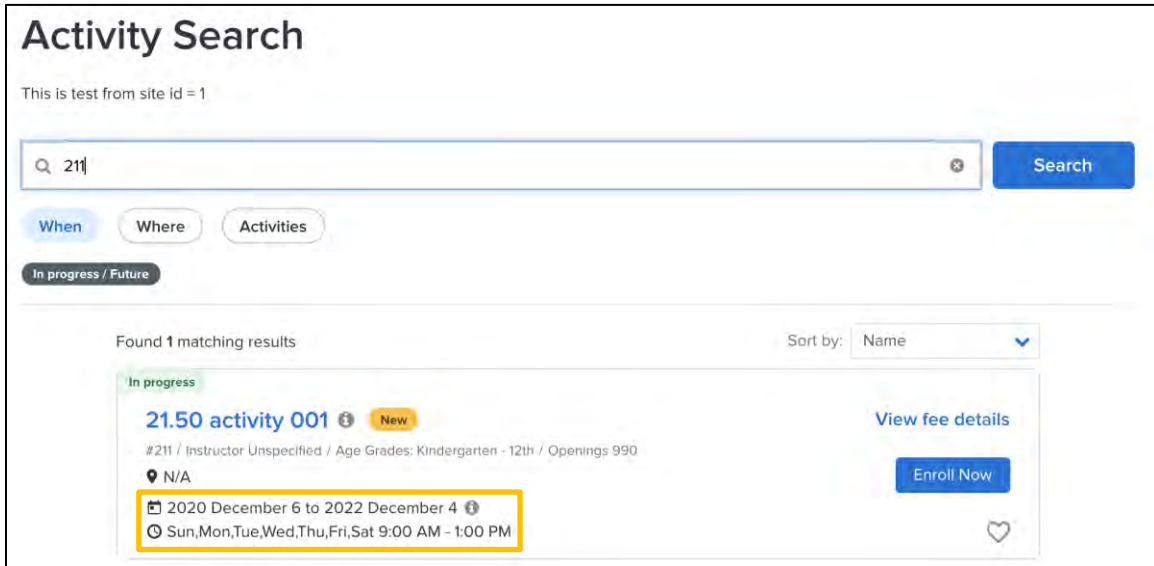 Activity Search
This is test from site id = 1
211
Search
When
Where
Activities
In progress / Future
Found 1 matching results
Sort by: Name
In progress
21.50 activity 001
New
View fee details
#211 / Instructor Unspecified / Age Grades: Kindergarten - 12th / Openings 990
N/A
Enroll Now
2020 December 6 to 2022 December 4
Sun,Mon,Tue,Wed,Thu,Fri,Sat 9:00 AM - 1:00 PM